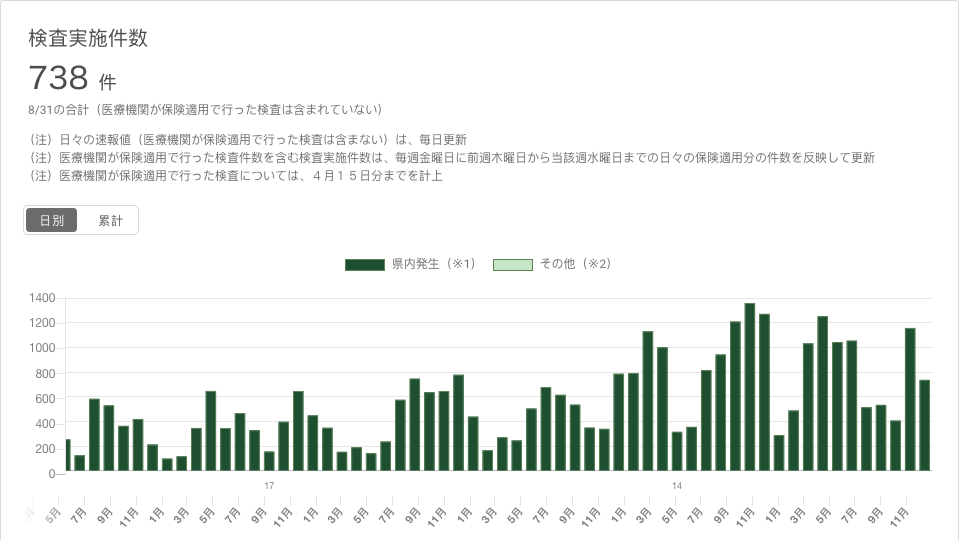 検査実施件数
738 件
8/31の合計（医療機関が保険適用で行った検査は含まれていない）
（注）日々の速報値（医療機関が保険適用で行った検査は含まない）は、毎日更新
（注）医療機関が保険適用で行った検査件数を含む検査実施件数は、毎週金曜日に前週木曜日から当該週水曜日までの日々の保険適用分の件数を反映して更新
（注）医療機関が保険適用で行った検査については、４月１５日分までを計上
日別 累計
県内発生（※1） その他（※2）
1400
1200
1000
800
600
400
200
0
17 14
5月 7月 9月 11月 1月 3月 5月 7月 9月 11月 1月 3月 5月 7月 9月 11月 1月 3月 5月 7月 9月 11月 1月 3月 5月 7月 9月 11月 1月 3月 5月 7月 9月 11月